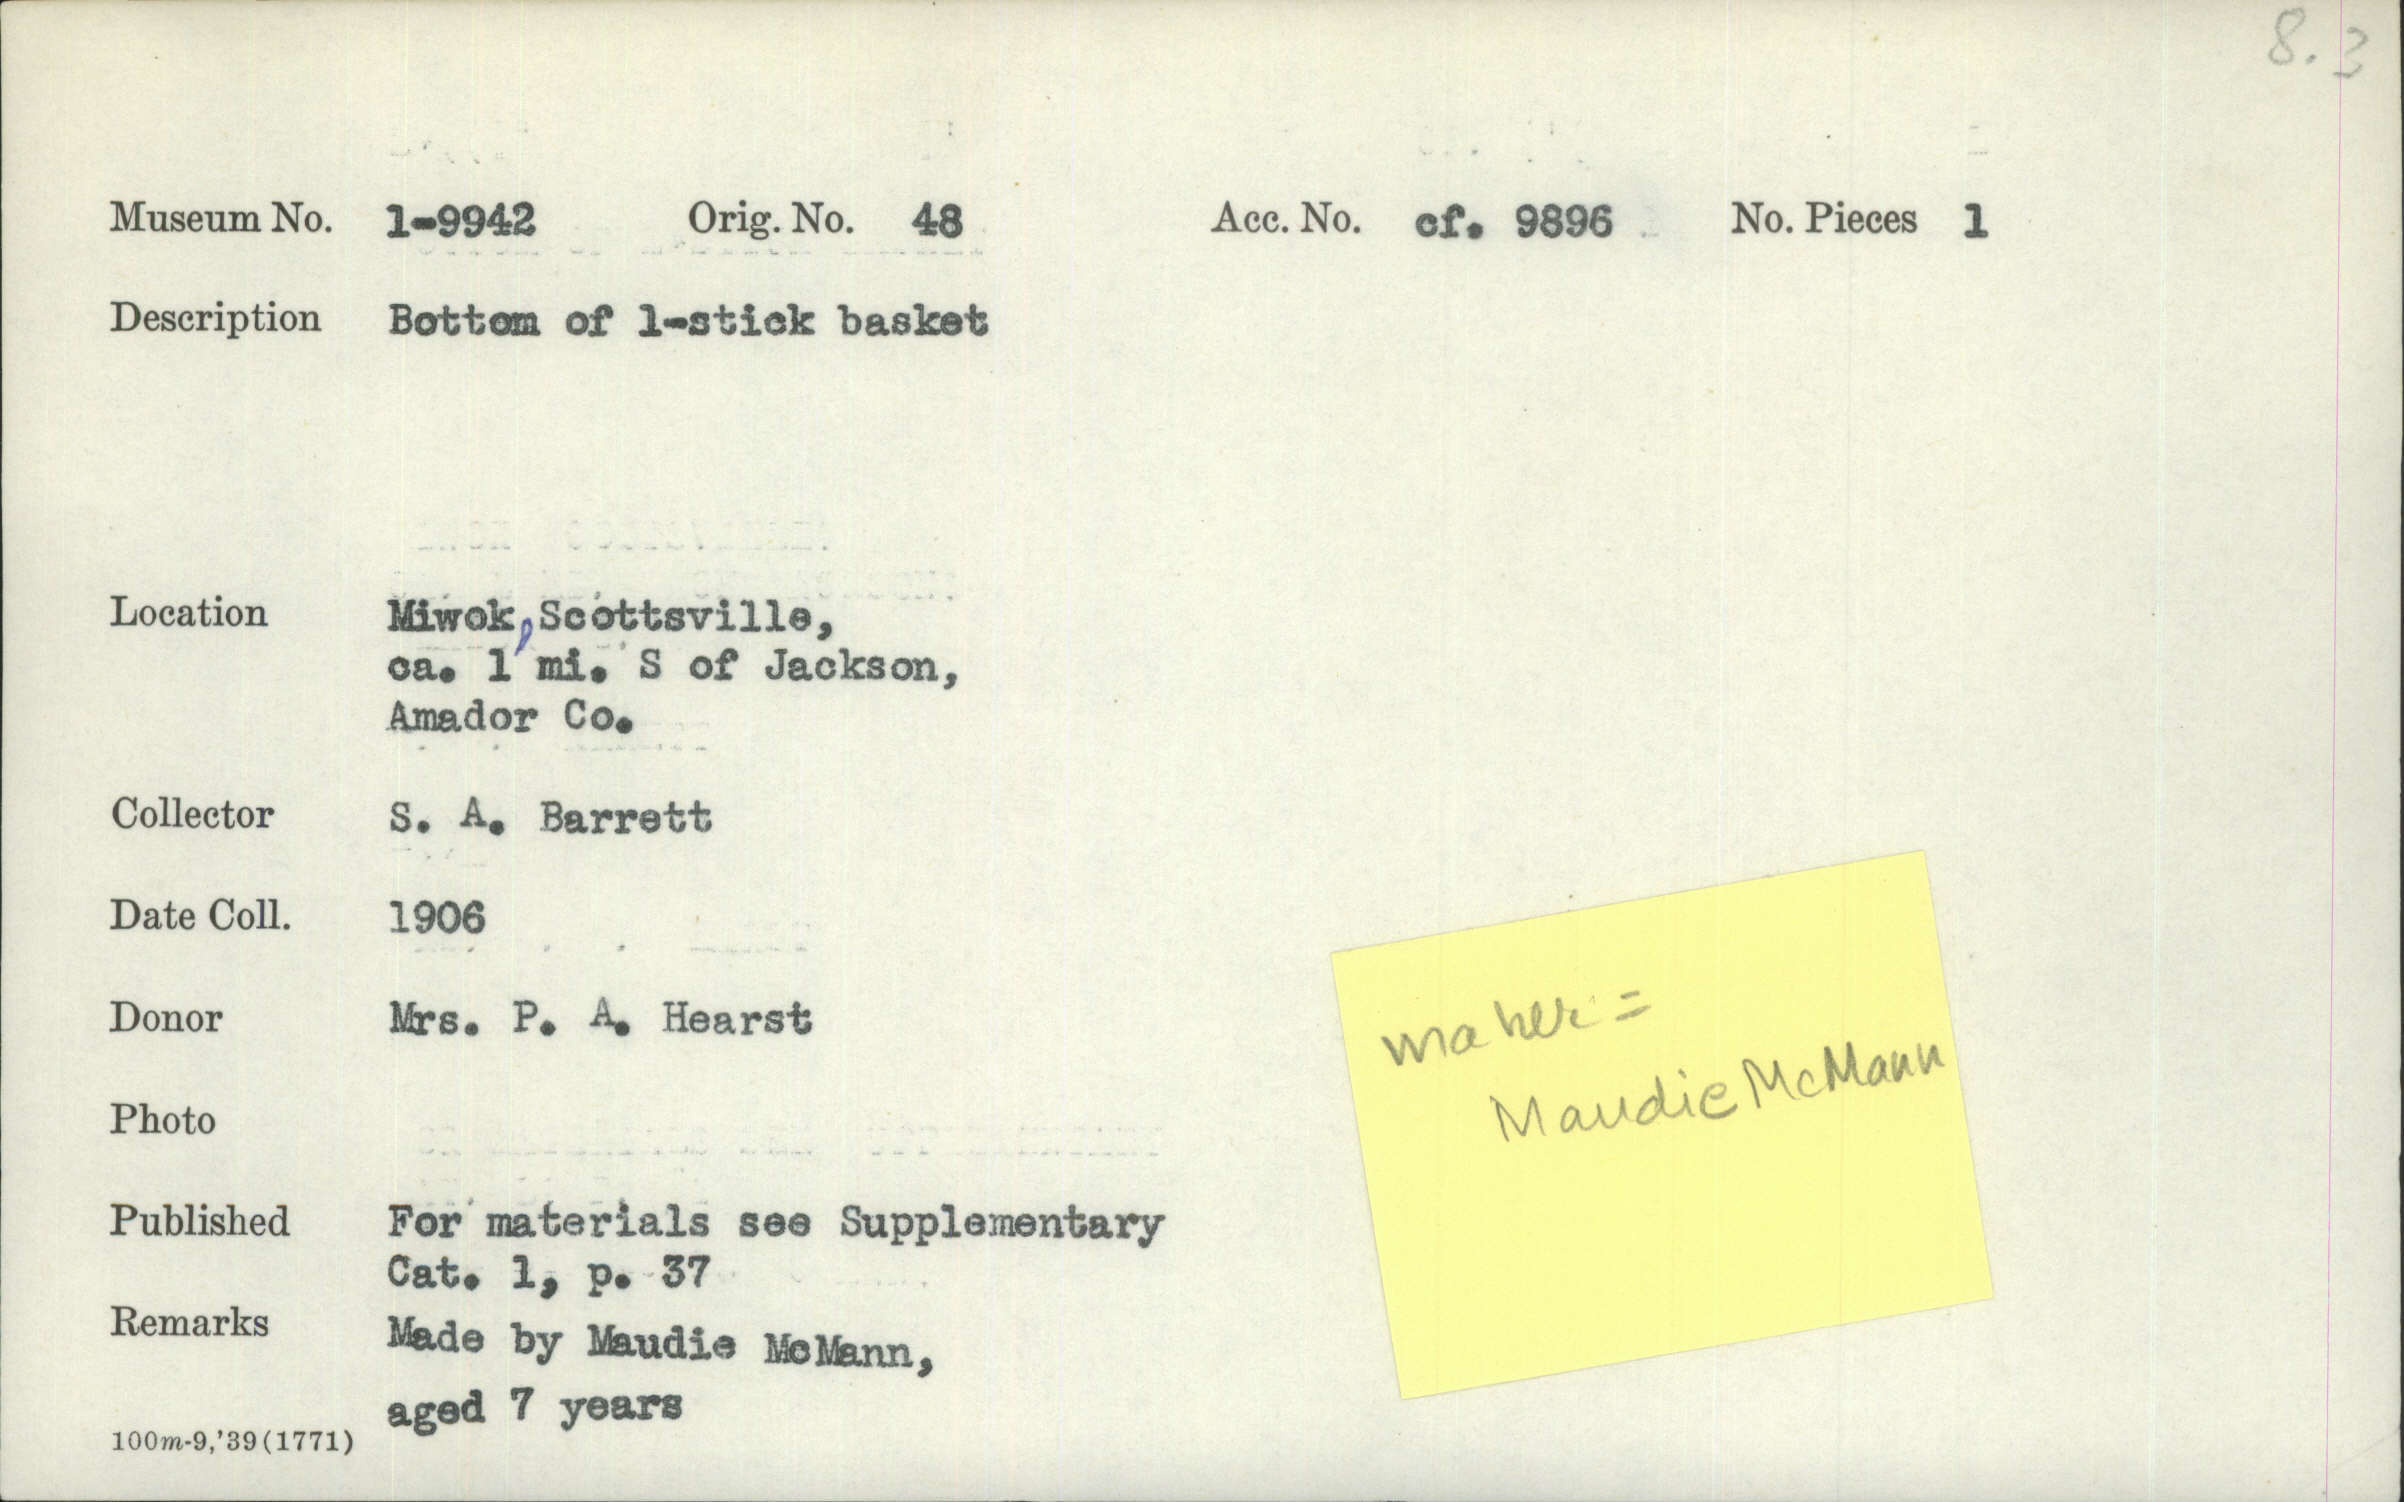 8.3
Museum No. 1-9942 Orig. No. 48 Acc. No. cf. 9896 No. Pieces 1
Description Bottom of 1-stick basket
Location Miwok, Scottsville,
ca. 1 mi. S of Jackson,
Amador Co.
Collector S. A. Barrett
Date Coll. 1906
Donor Mrs. P. A. Hearst
maker =
Maudie McMann
Photo
Published For materials see Supplementary
Cat. 1, p. 37
Remarks Made by Maudie McMann,
aged 7 years
100m-9,'39(1771)